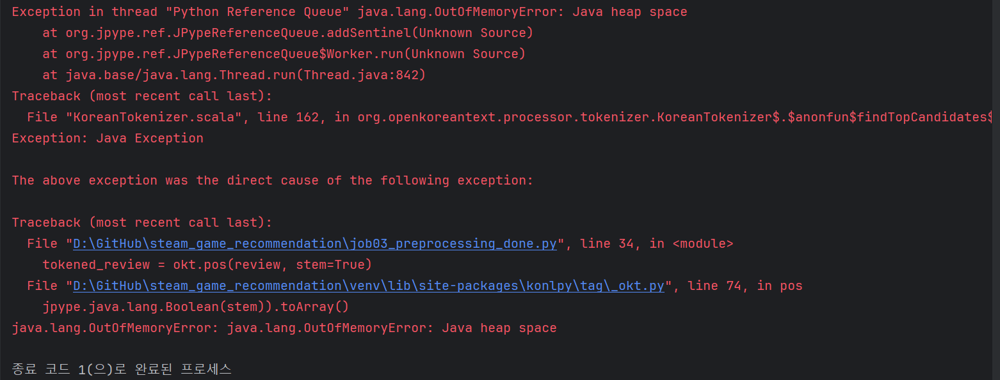 Exception in thread "Python Reference Queue" java.lang.OutOfMemoryError: Java heap space
    at org.jpype.ref.JPypeReferenceQueue.addSentinel(Unknown Source)
    at org.jpype.ref.JPypeReferenceQueue$Worker.run(Unknown Source)
    at java.base/java.lang.Thread.run(Thread.java:842)
Traceback (most recent call last):
  File "KoreanTokenizer.scala", line 162, in org.openkoreantext.processor.tokenizer.KoreanTokenizer$.$anonfun$findTopCandidates$
Exception: Java Exception

The above exception was the direct cause of the following exception:

Traceback (most recent call last):
  File "D:\GitHub\steam_game_recommendation\job03_preprocessing_done.py", line 34, in <module>
    tokened_review = okt.pos(review, stem=True)
  File "D:\GitHub\steam_game_recommendation\venv\lib\site-packages\konlpy\tag\_okt.py", line 74, in pos
    jpype.java.lang.Boolean(stem)).toArray()
java.lang.OutOfMemoryError: java.lang.OutOfMemoryError: Java heap space

종료 코드 1(으)로 완료된 프로세스